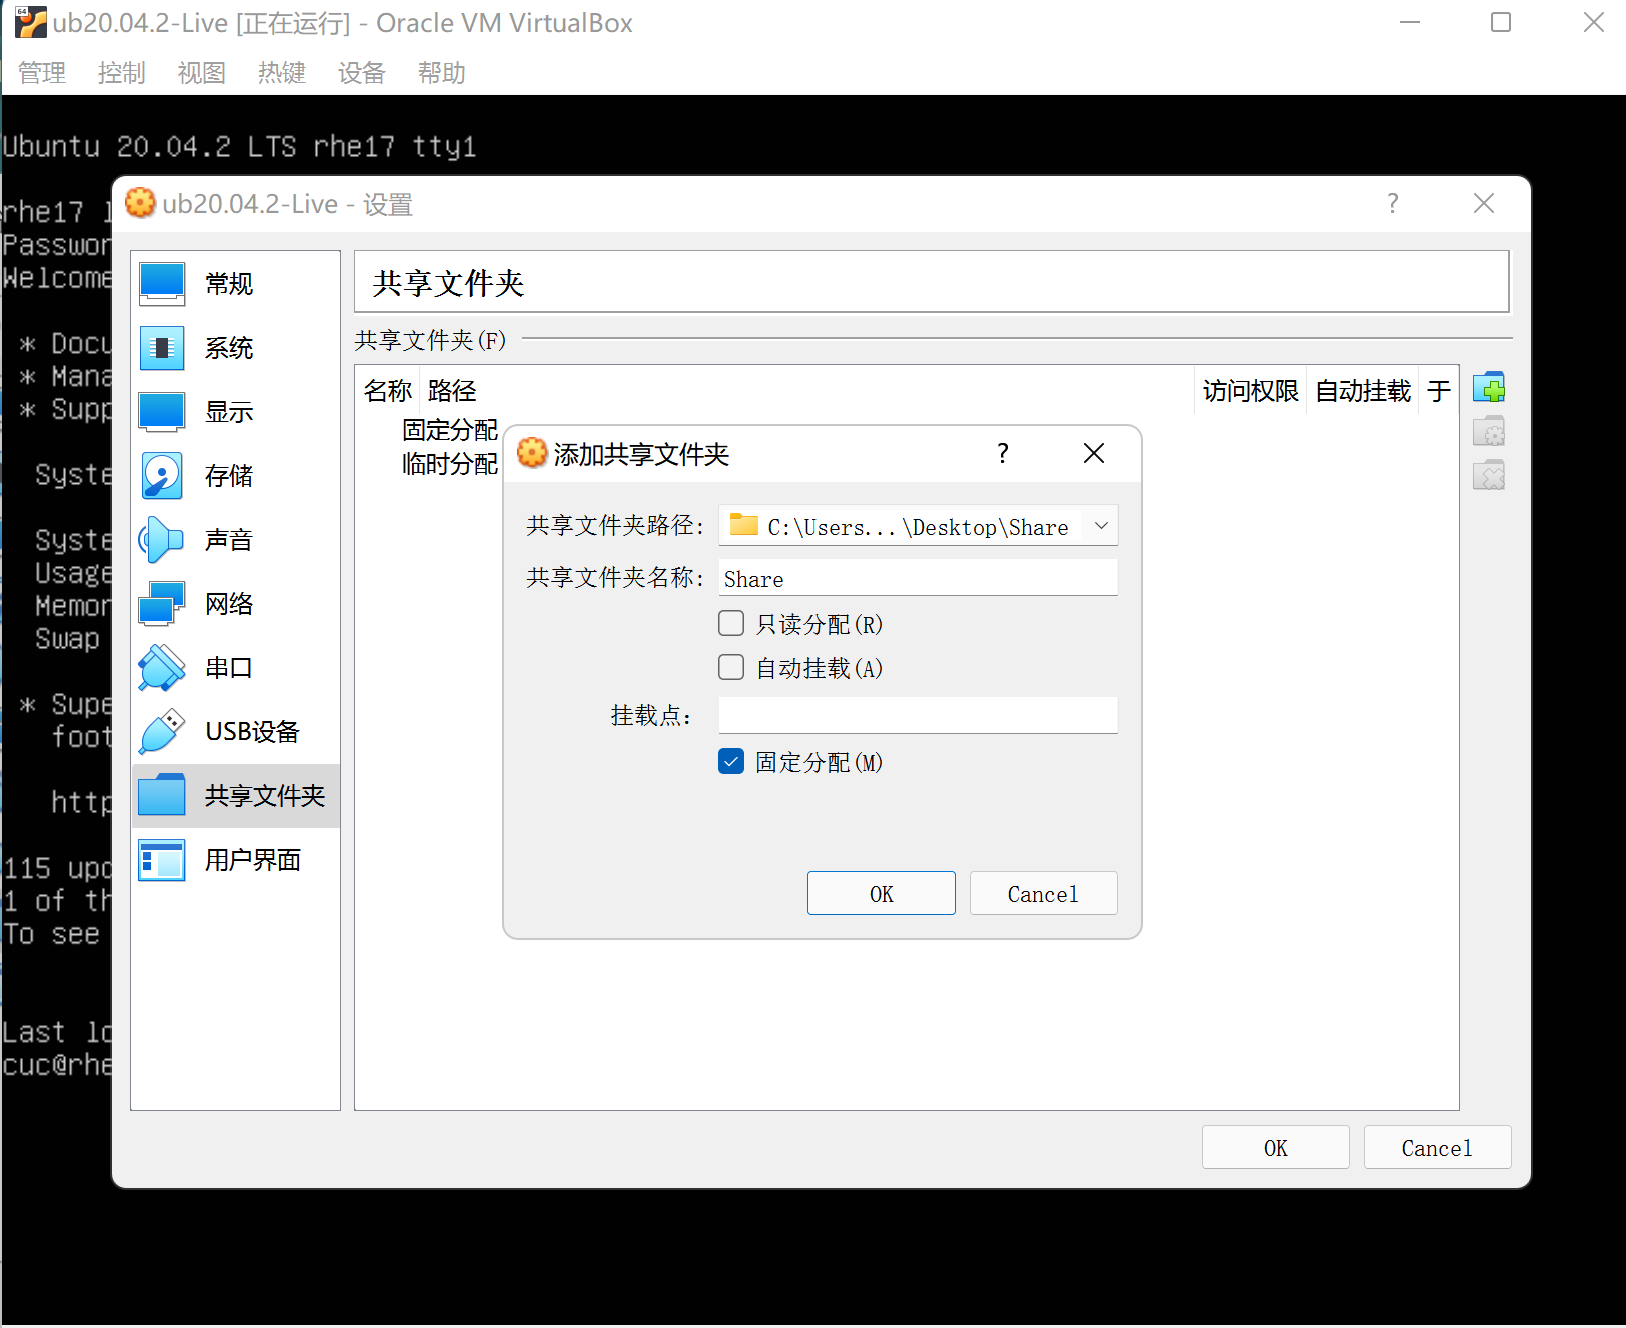 ub20.04.2-Live [正在运行] - Oracle VM VirtualBox
管理 控制 视图 热键 设备 帮助
Ubuntu 20.04.2 LTS rhe17 tty1
ub20.04.2-Live - 设置
?
rhe17 l
Passwor
Welcome
* Docu
* Mana
* Supp
Syste
Syste
Usage
Memor
Swap
* Supe
foot
http
115 upd
1 of th
To see
Last lo
cuc@rhe
常规
系统
显示
存储
声音
网络
串口
USB设备
共享文件夹
用户界面
共享文件夹
共享文件夹(F)
名称 路径 访问权限 自动挂载 于
固定分配
临时分配
添加共享文件夹 ?
共享文件夹路径: C:\Users...\Desktop\Share
共享文件夹名称: Share
只读分配(R)
自动挂载(A)
挂载点:
固定分配(M)
OK Cancel
OK Cancel